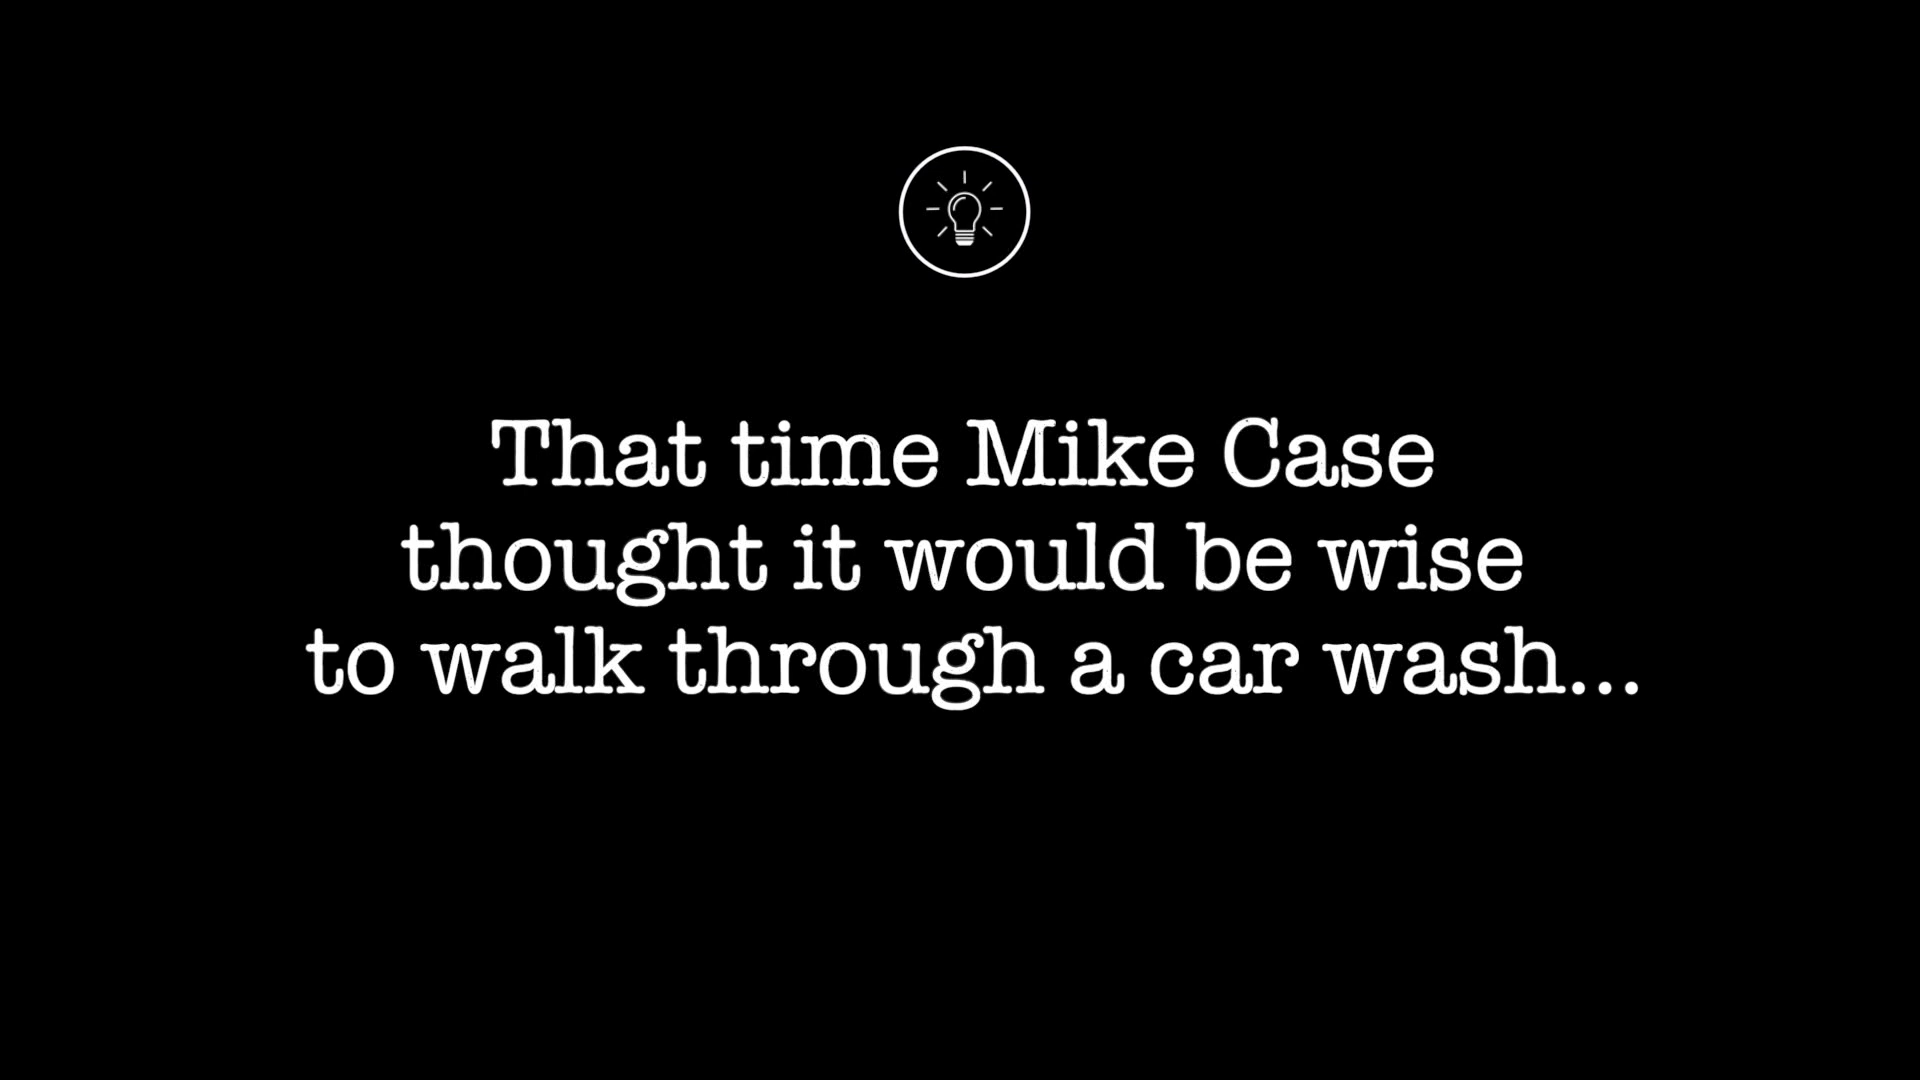 That time Mike Case
thought it would be wise
to walk through a car wash...